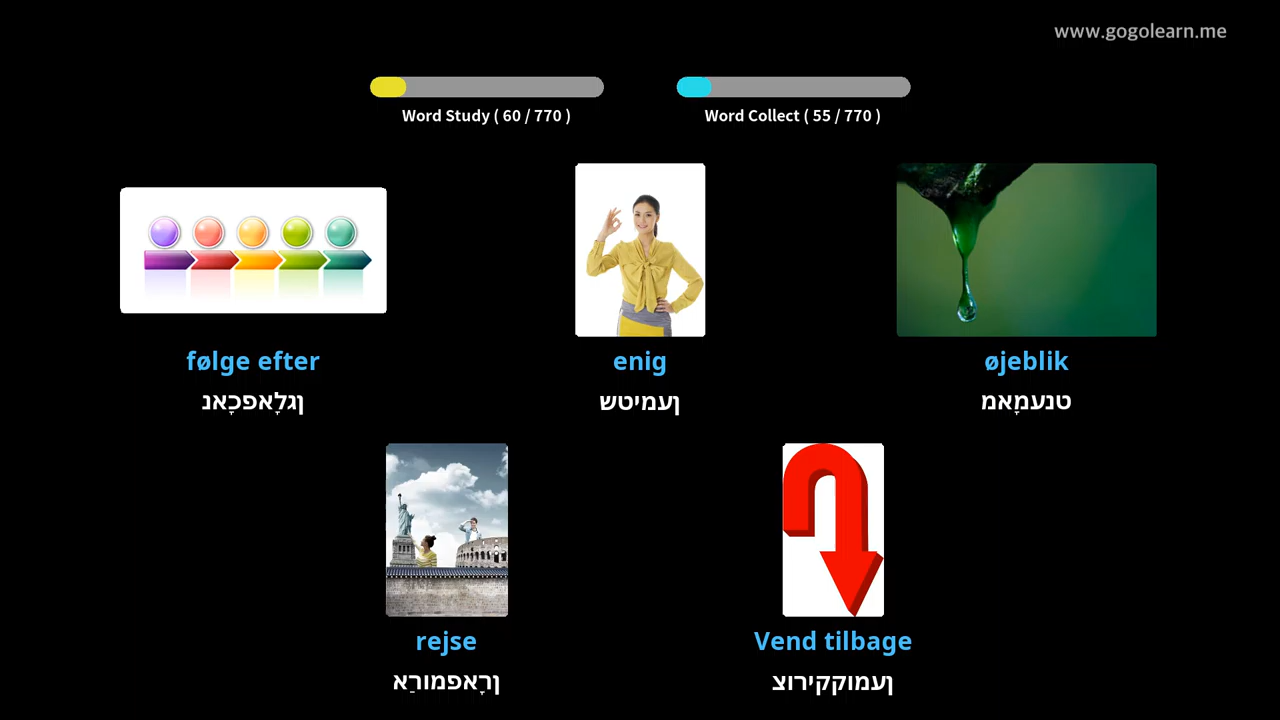 www.gogolearn.me
Word Study ( 60 / 770 )
Word Collect ( 55 / 770 )
følge efter
enig
øjeblik
נאָכפאָלגן
שטימען
מאָמענט
rejse
Vend tilbage
אַרומפאָרן
צוריקקומען